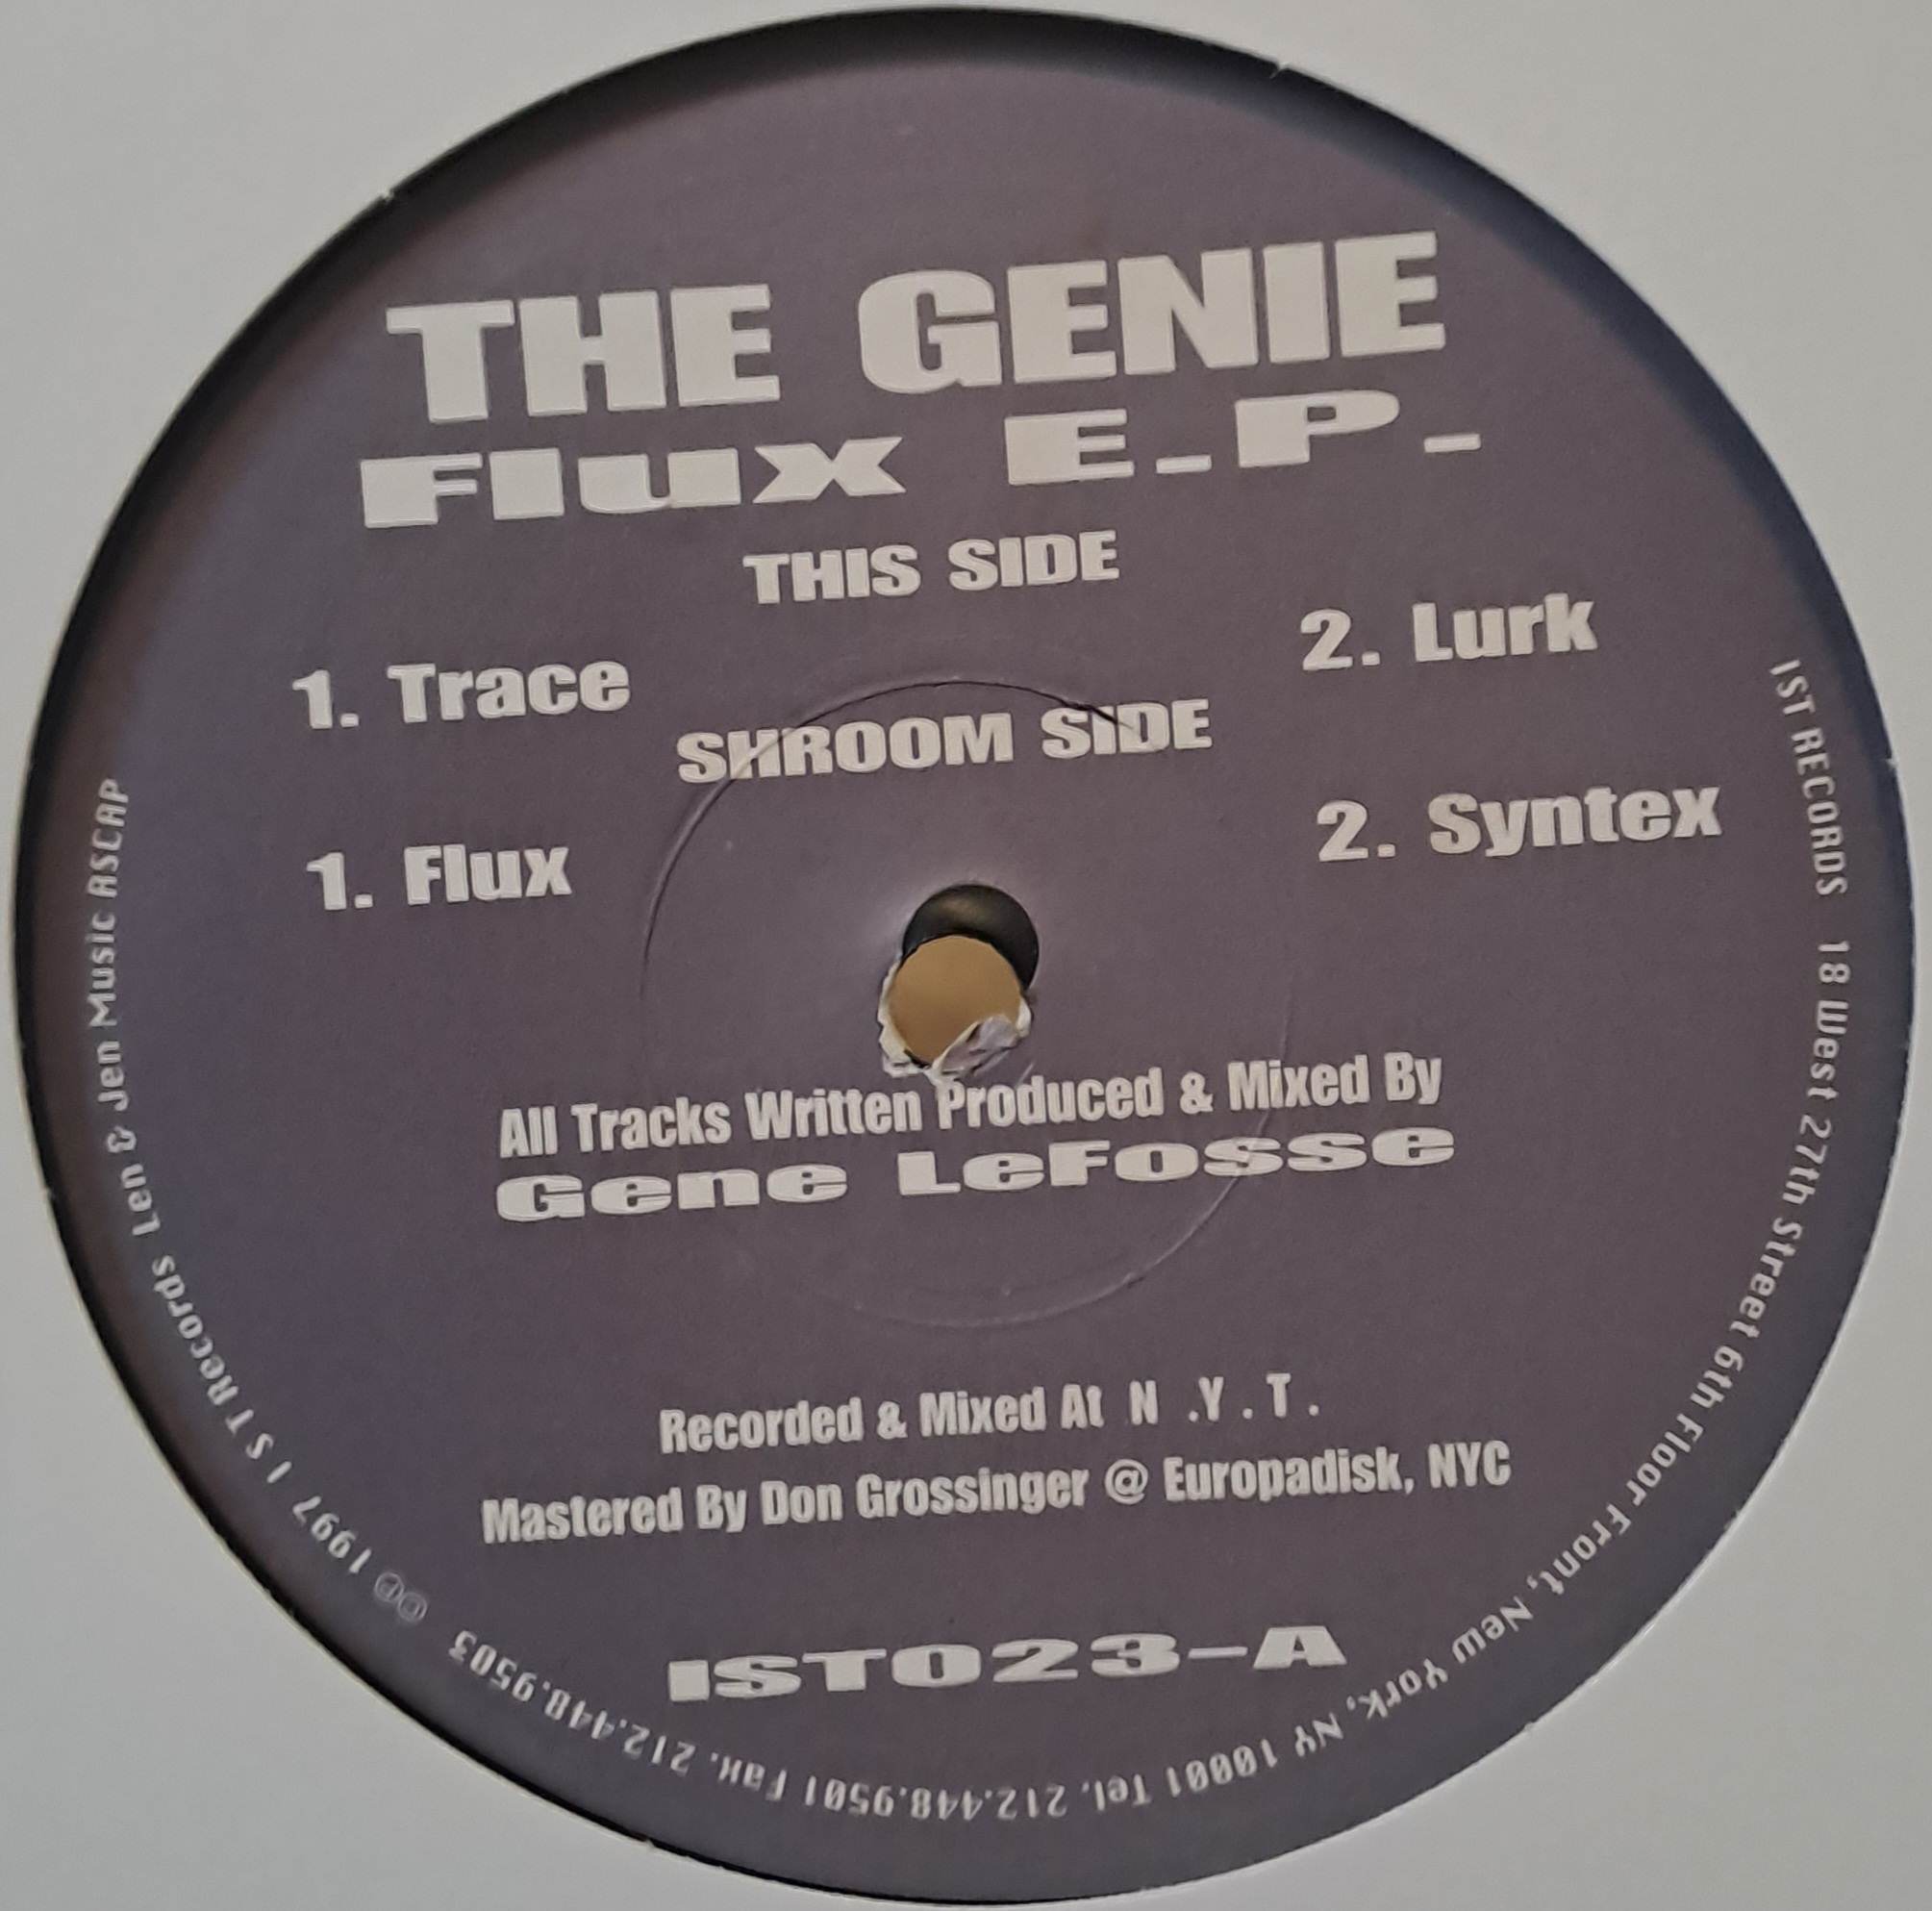 THE GENIE
Flux E.P.
THIS SIDE
1. Trace
2. Lurk
SHROOM SIDE
1. Flux
2. Syntex
All Tracks Written Produced & Mixed By
Gene LeFosse
Recorded & Mixed At N .Y . T .
Mastered By Don Grossinger @ Europadisk, NYC
IST023-A
IST RECORDS 18 West 27th Street 6th Floor Front, New York, NY 10001 Tel. 212.448.9501 Fax. 212.448.9503 ©℗ 1997 I S T Records Len & Jen Music ASCAP